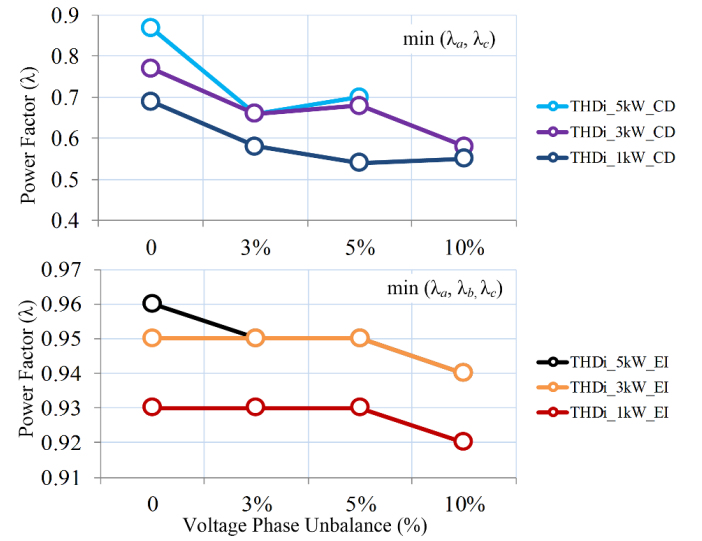 0.9
min (λa, λc)
0.8
0.7
0.6
0.5
0.4
Power Factor (λ)
0 3% 5% 10%
THDi_5kW_CD
THDi_3kW_CD
THDi_1kW_CD
0.97
min (λa, λb, λc)
0.96
0.95
0.94
0.93
0.92
0.91
Power Factor (λ)
0 3% 5% 10%
Voltage Phase Unbalance (%)
THDi_5kW_EI
THDi_3kW_EI
THDi_1kW_EI